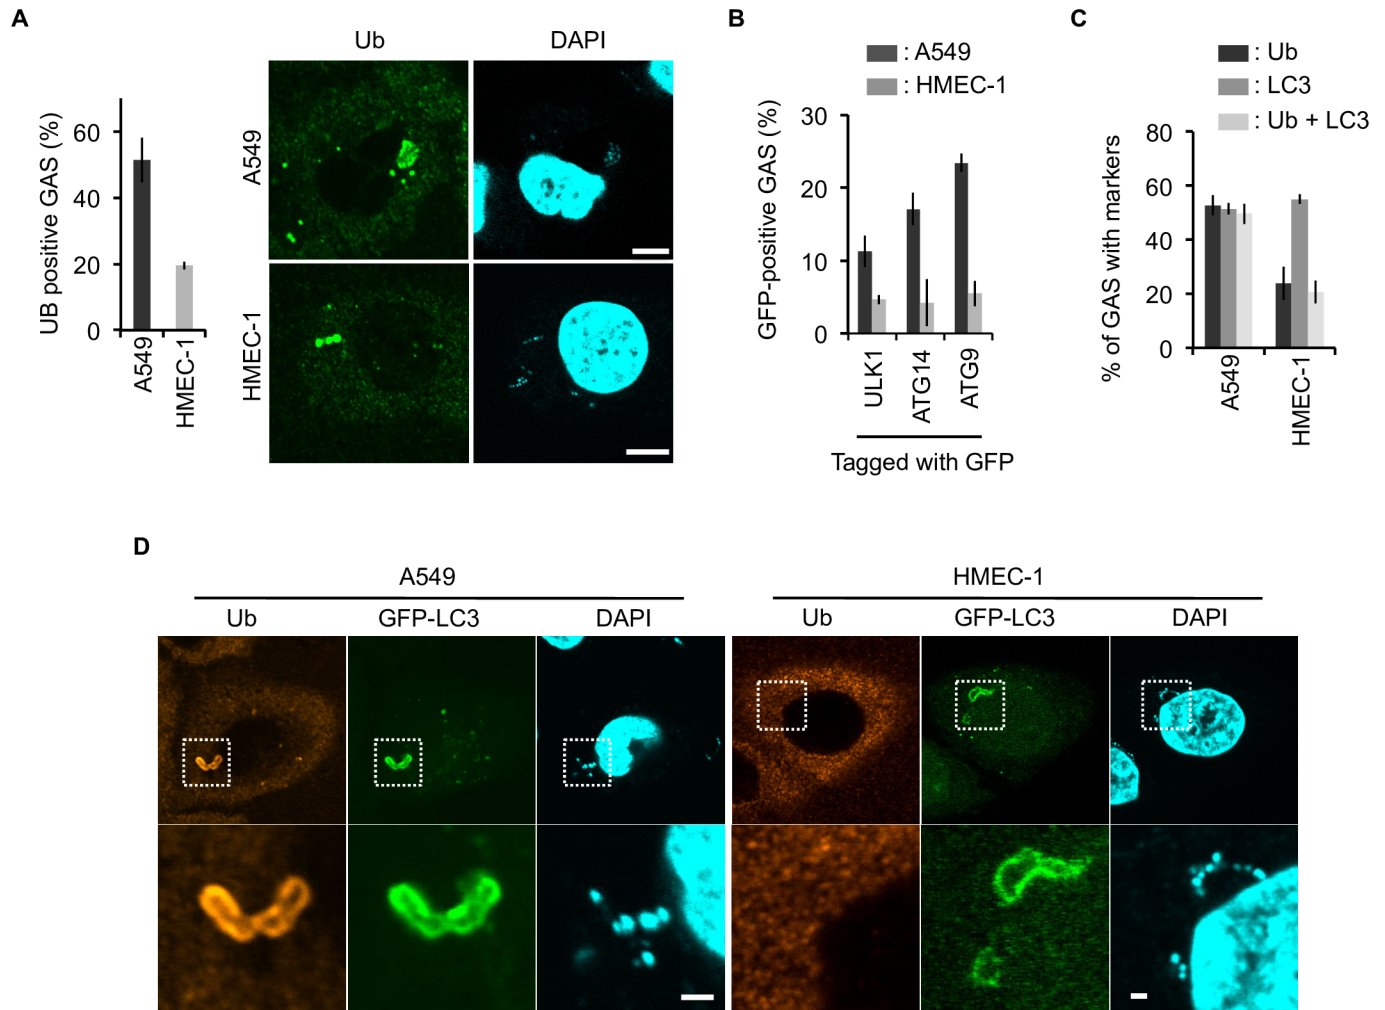 A
Ub
DAPI
UB positive GAS (%)
60
40
20
0
A549
HMEC-1
A549
HMEC-1
B
: A549
: HMEC-1
GFP-positive GAS (%)
30
20
10
0
ULK1
ATG14
ATG9
Tagged with GFP
C
: Ub
: LC3
: Ub + LC3
% of GAS with markers
80
60
40
20
0
A549
HMEC-1
D
A549
HMEC-1
Ub
GFP-LC3
DAPI
Ub
GFP-LC3
DAPI